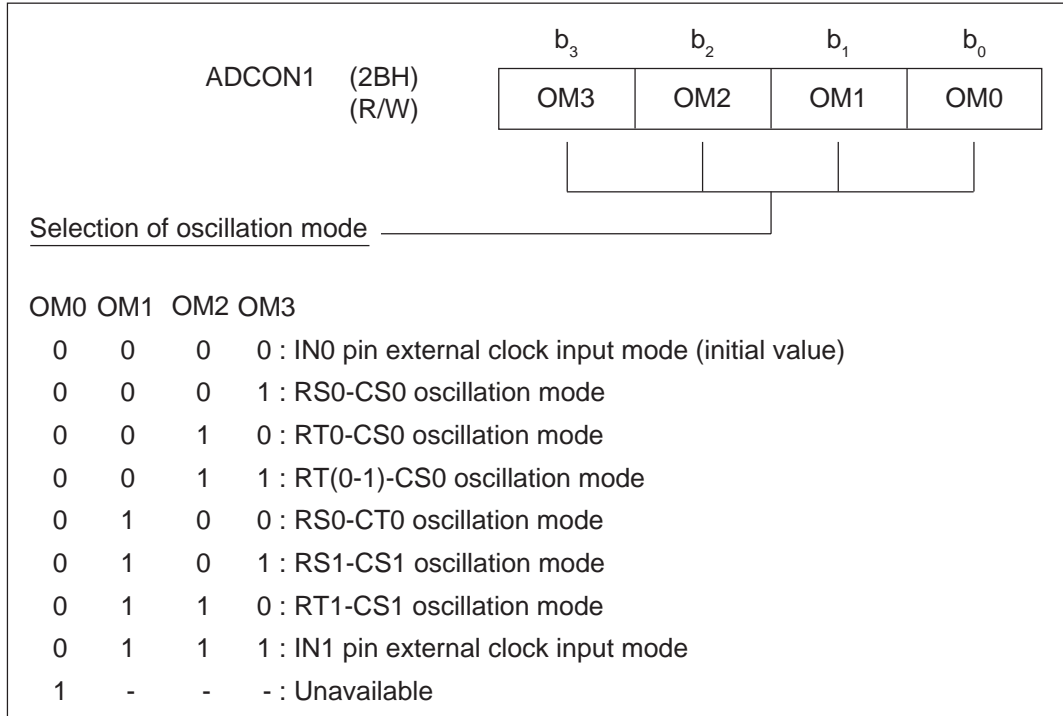 b3 b2 b1 b0
ADCON1 (2BH)
(R/W)
OM3 OM2 OM1 OM0
Selection of oscillation mode
OM0 OM1 OM2 OM3
0 0 0 0 : IN0 pin external clock input mode (initial value)
0 0 0 1 : RS0-CS0 oscillation mode
0 0 1 0 : RT0-CS0 oscillation mode
0 0 1 1 : RT(0-1)-CS0 oscillation mode
0 1 0 0 : RS0-CT0 oscillation mode
0 1 0 1 : RS1-CS1 oscillation mode
0 1 1 0 : RT1-CS1 oscillation mode
0 1 1 1 : IN1 pin external clock input mode
1 - - - : Unavailable